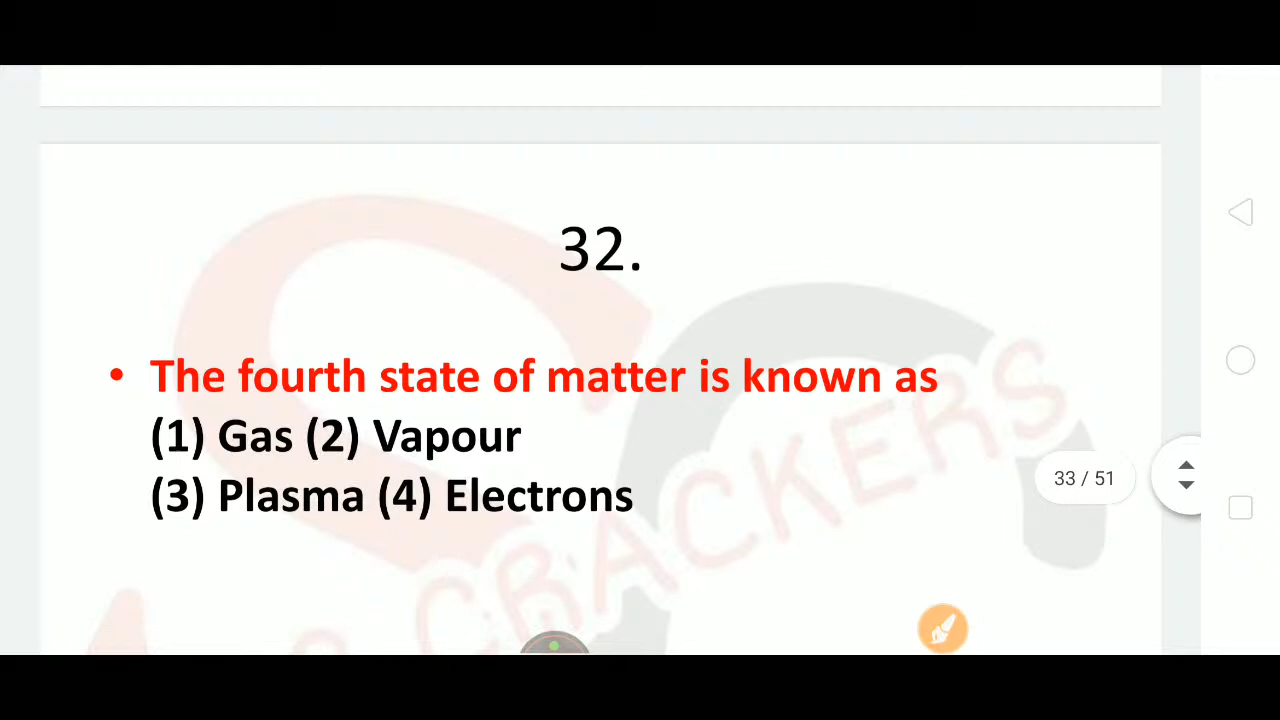 32.
• The fourth state of matter is known as
(1) Gas (2) Vapour
(3) Plasma (4) Electrons
33 / 51
CRACKERS